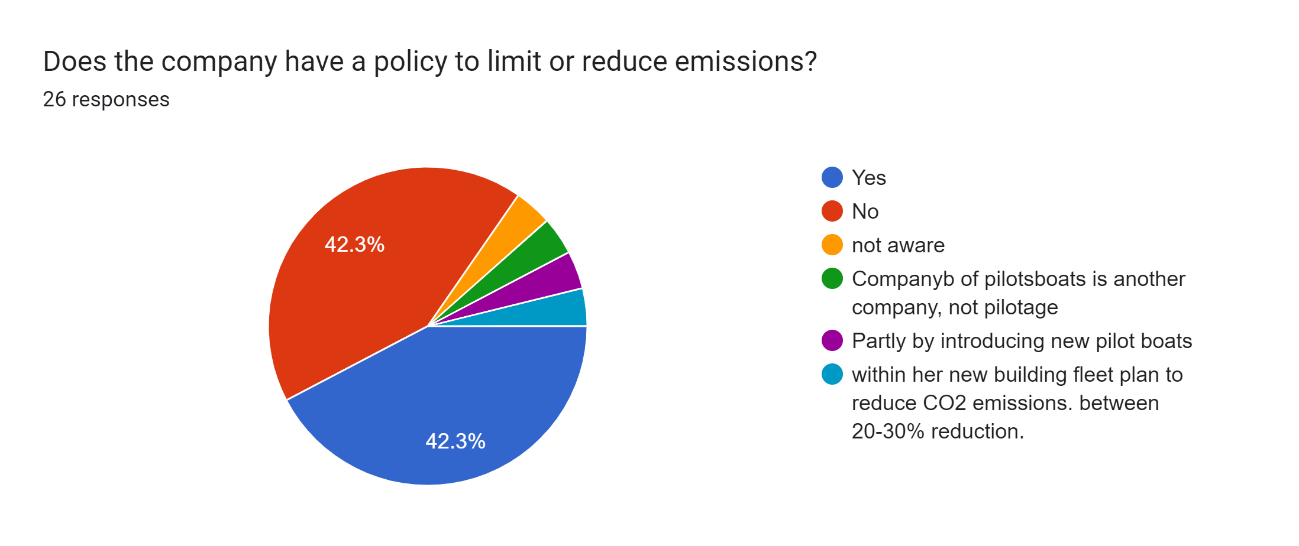 Does the company have a policy to limit or reduce emissions?
26 responses
42.3%
42.3%
Yes
No
not aware
Companyb of pilotsboats is another
company, not pilotage
Partly by introducing new pilot boats
within her new building fleet plan to
reduce CO2 emissions. between
20-30% reduction.